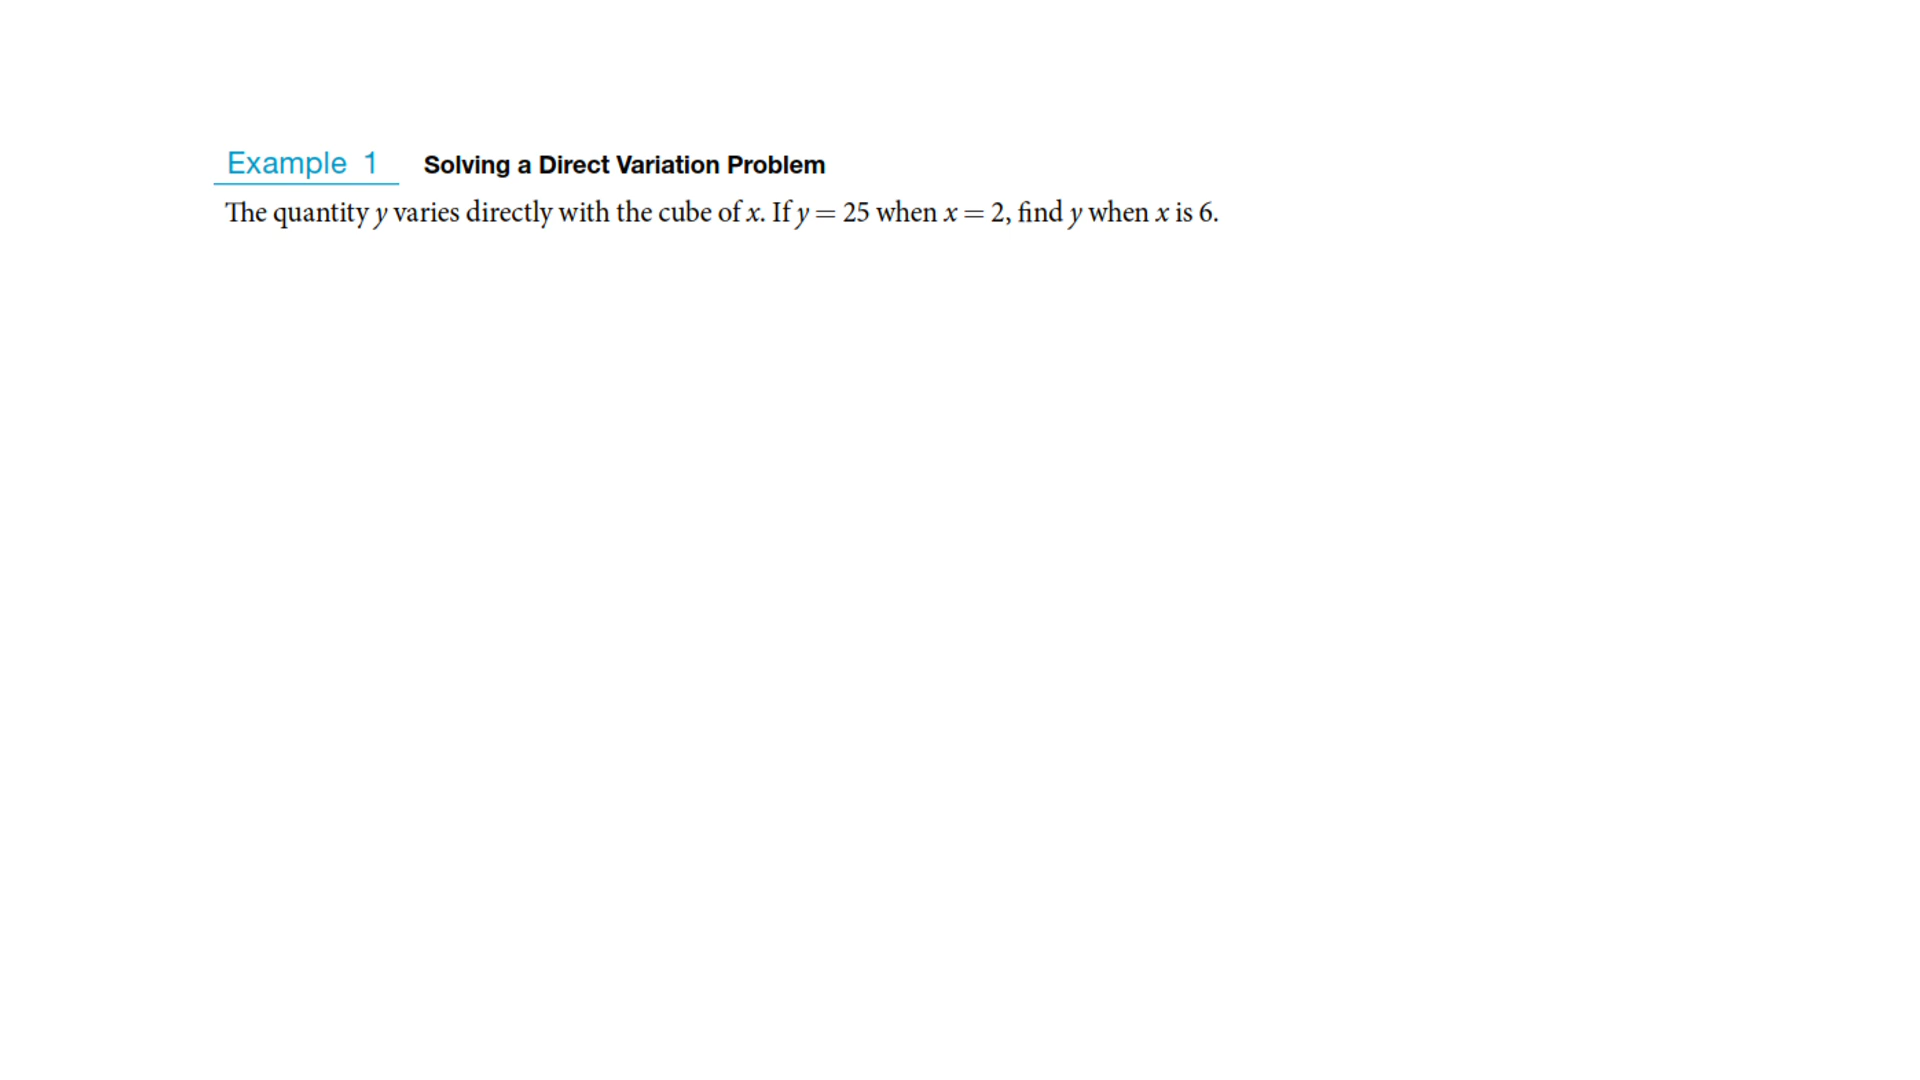 Example 1 Solving a Direct Variation Problem
The quantity y varies directly with the cube of x. If y = 25 when x = 2, find y when x is 6.